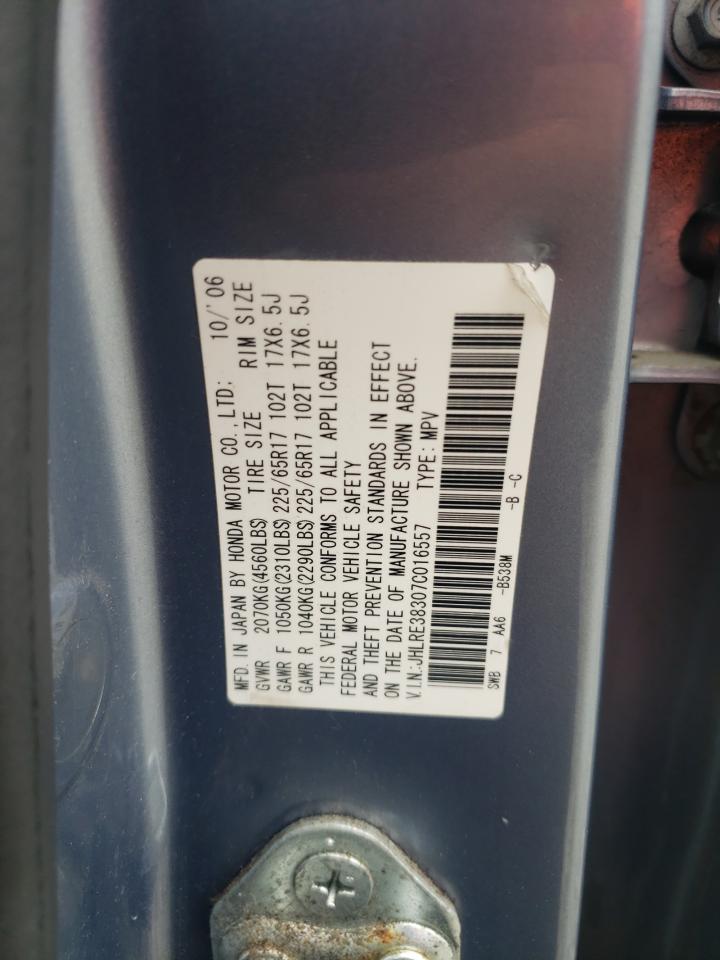 MFD. IN JAPAN BY HONDA MOTOR CO., LTD; 10/'06
GVWR 2070KG(4560LBS) TIRE SIZE RIM SIZE
GAWR F 1050KG(2310LBS) 225/65R17 102T 17X6.5J
GAWR R 1040KG(2290LBS) 225/65R17 102T 17X6.5J
THIS VEHICLE CONFORMS TO ALL APPLICABLE
FEDERAL MOTOR VEHICLE SAFETY
AND THEFT PREVENTION STANDARDS IN EFFECT
ON THE DATE OF MANUFACTURE SHOWN ABOVE.
V.I.N.:JHLRE38307C016557 TYPE: MPV
SWB 7 AA6 -B538M -B -C